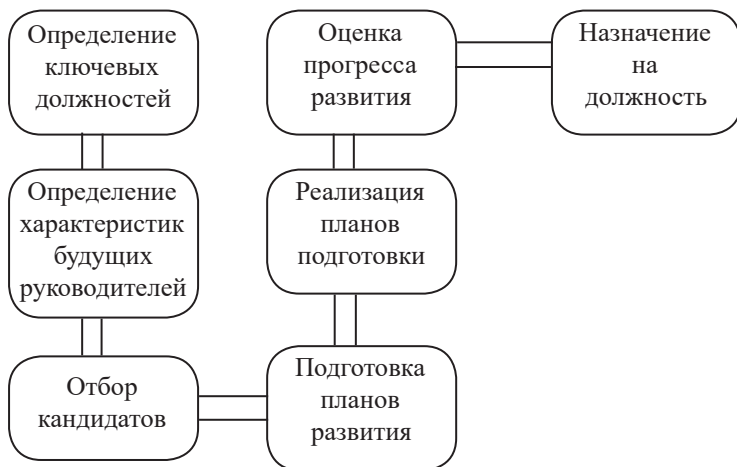 Определение
ключевых
должностей
Определение
характеристик
будущих
руководителей
Отбор
кандидатов
Подготовка
планов
развития
Реализация
планов
подготовки
Оценка
прогресса
развития
Назначение
на
должность